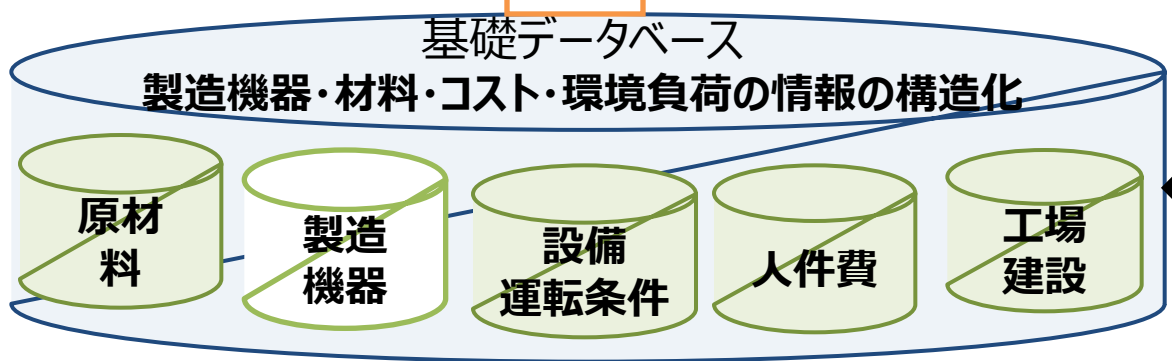 基礎データベース
製造機器・材料・コスト・環境負荷の情報の構造化
原材
料
製造
機器
設備
運転条件
人件費
工場
建設